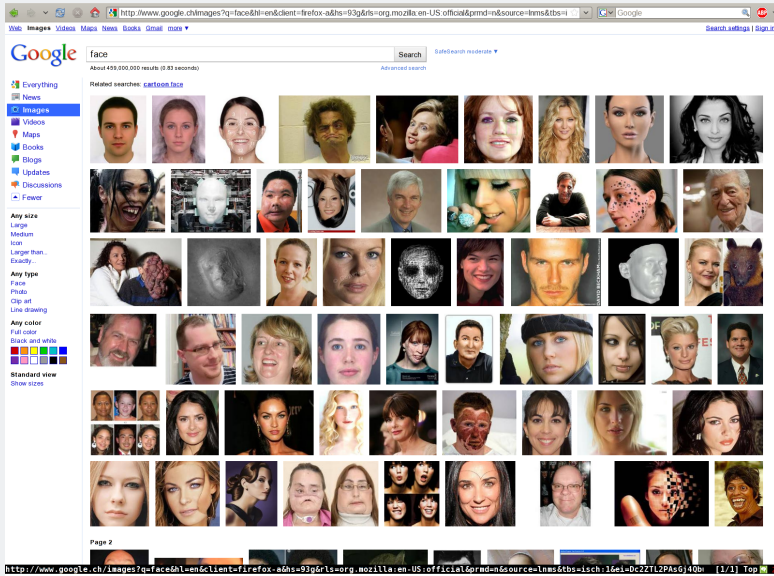 http://www.google.ch/images?q=face&hl=en&client=firefox-a&hs=93g&rls=org.mozilla:en-US:official&prmd=n&source=lnms&tbs=i
Google
ABP
Web Images Videos Maps News Books Gmail more ▼
Search settings | Sign in
Google
face
Search
SafeSearch moderate ▼
About 459,000,000 results (0.83 seconds)
Advanced search
Everything
News
Images
Videos
Maps
Books
Blogs
Updates
Discussions
Fewer
Any size
Large
Medium
Icon
Larger than...
Exactly...
Any type
Face
Photo
Clip art
Line drawing
Any color
Full color
Black and white
Standard view
Show sizes
Related searches: cartoon face
DAVID BECKHAM
Page 2
http://www.google.ch/images?q=face&hl=en&client=firefox-a&hs=93g&rls=org.mozilla:en-US:official&prmd=n&source=lnms&tbs=isch:1&ei=Dc2ZTL2PAsGj4Qb [1/1] Top